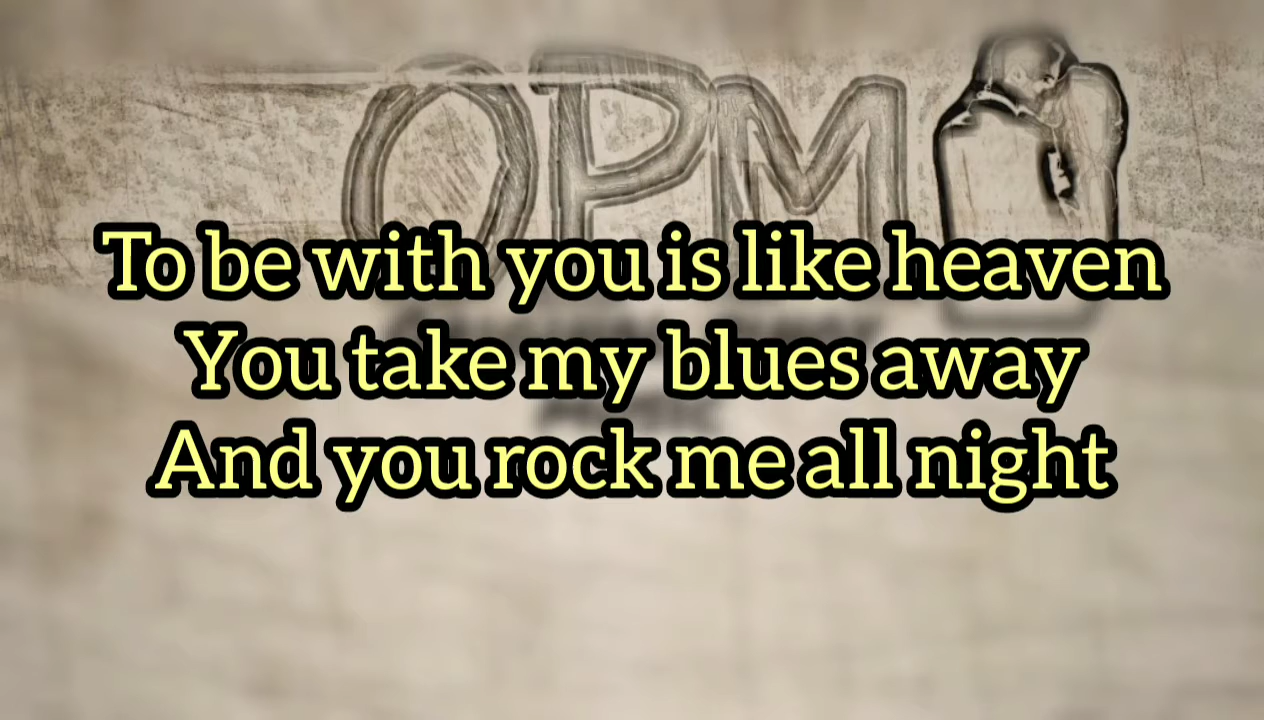 OPM
To be with you is like heaven
You take my blues away
And you rock me all night